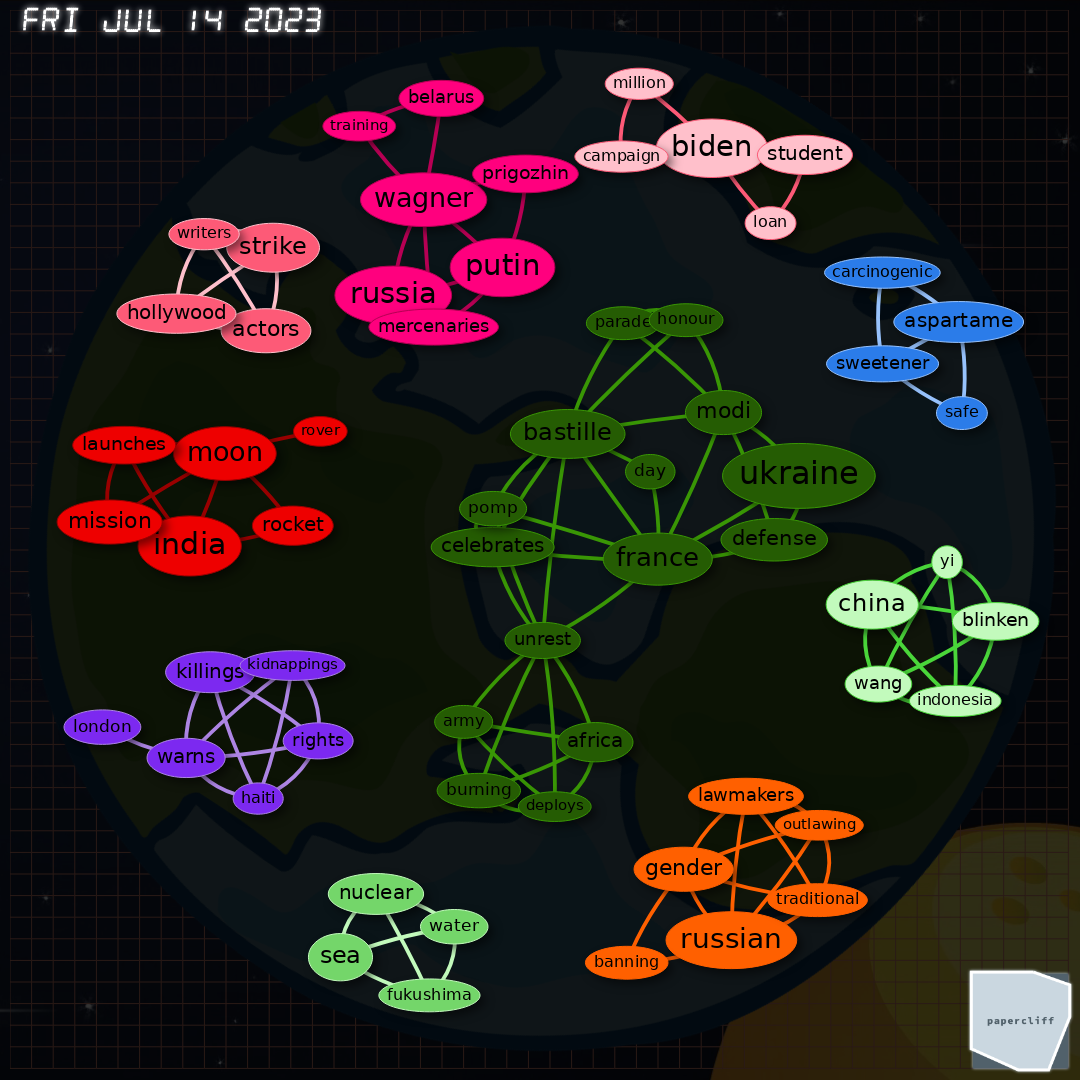 FRI JUL 14 2023
million
belarus
training
biden
student
campaign
prigozhin
wagner
loan
writers
strike
putin
carcinogenic
russia
hollywood
actors
mercenaries
parade
honour
aspartame
sweetener
modi
safe
rover
launches
moon
bastille
day
ukraine
pomp
mission
rocket
india
celebrates
france
defense
yi
china
blinken
unrest
killings
kidnappings
wang
indonesia
london
warns
rights
army
africa
haiti
burning
deploys
lawmakers
outlawing
gender
traditional
nuclear
water
russian
sea
banning
fukushima
papercliff